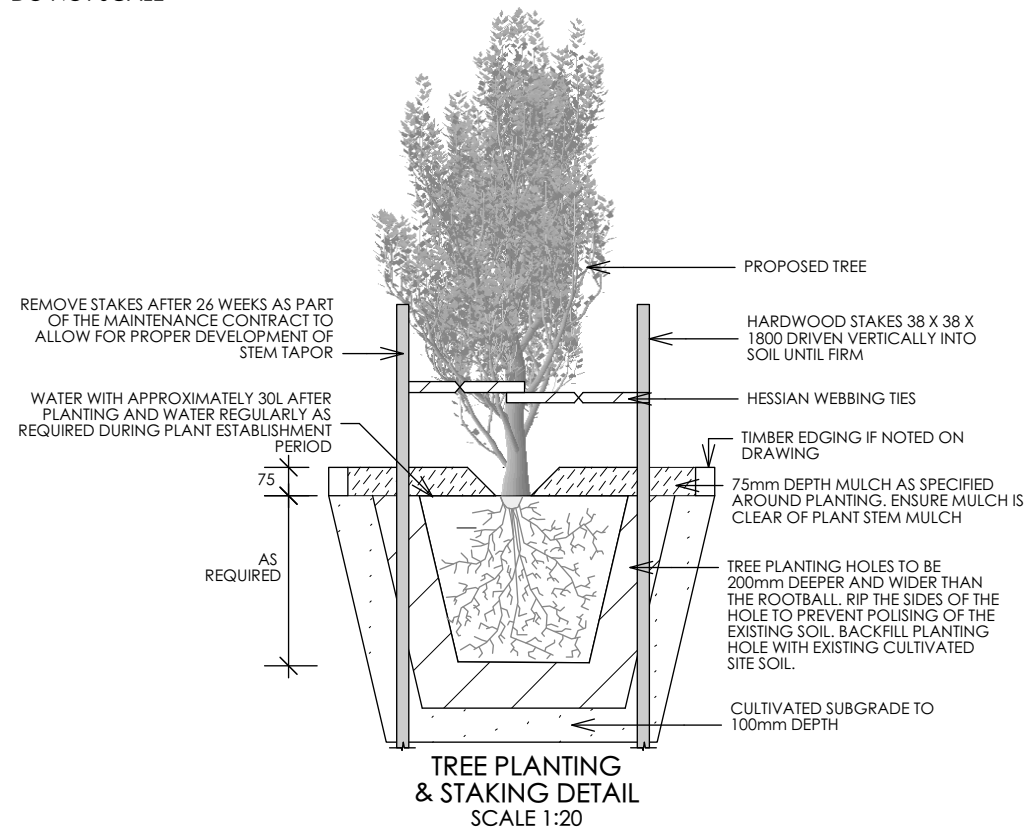 DO NOT SCALE
PROPOSED TREE
REMOVE STAKES AFTER 26 WEEKS AS PART
OF THE MAINTENANCE CONTRACT TO
ALLOW FOR PROPER DEVELOPMENT OF
STEM TAPOR
HARDWOOD STAKES 38 X 38 X
1800 DRIVEN VERTICALLY INTO
SOIL UNTIL FIRM
WATER WITH APPROXIMATELY 30L AFTER
PLANTING AND WATER REGULARLY AS
REQUIRED DURING PLANT ESTABLISHMENT
PERIOD
HESSIAN WEBBING TIES
TIMBER EDGING IF NOTED ON
DRAWING
75
75mm DEPTH MULCH AS SPECIFIED
AROUND PLANTING. ENSURE MULCH IS
CLEAR OF PLANT STEM MULCH
AS
REQUIRED
TREE PLANTING HOLES TO BE
200mm DEEPER AND WIDER THAN
THE ROOTBALL. RIP THE SIDES OF THE
HOLE TO PREVENT POLISING OF THE
EXISTING SOIL. BACKFILL PLANTING
HOLE WITH EXISTING CULTIVATED
SITE SOIL.
CULTIVATED SUBGRADE TO
100mm DEPTH
TREE PLANTING
& STAKING DETAIL
SCALE 1:20